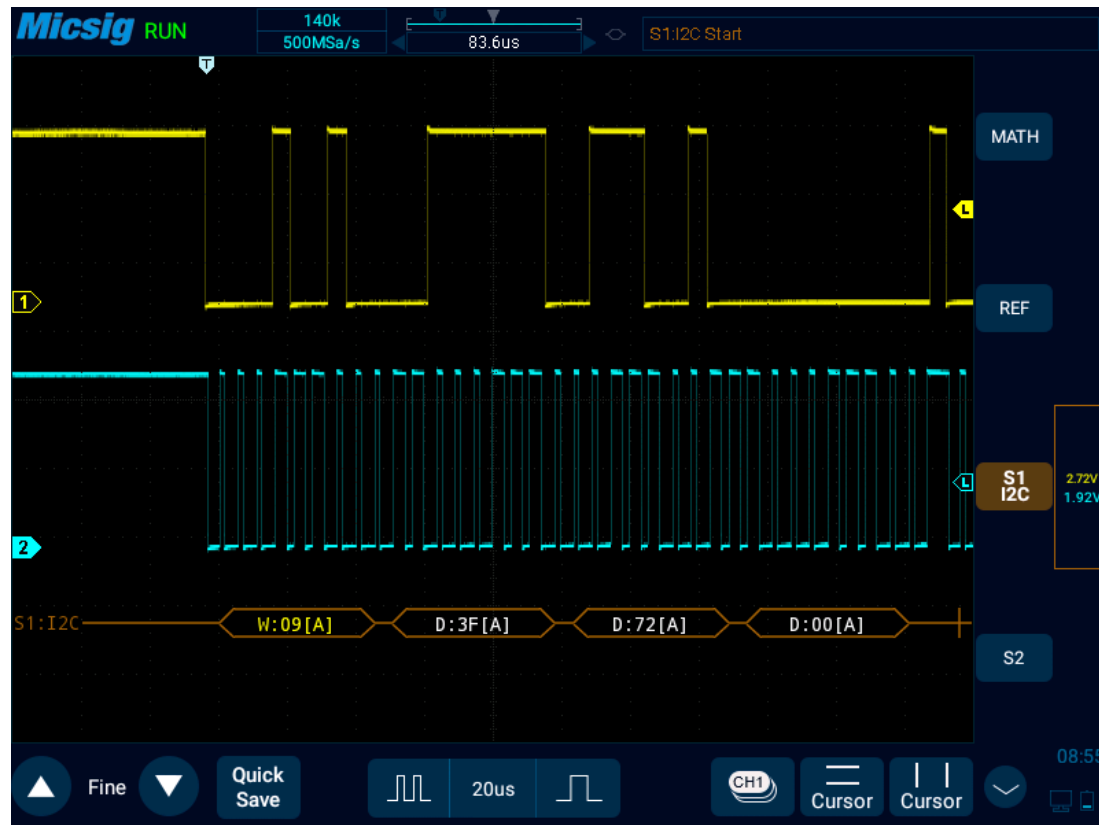 Micsig RUN
140k
500MSa/s
83.6us
S1:I2C Start
T
MATH
L
1
REF
S1
I2C
2.72V
1.92V
L
2
S1:I2C
W:09[A]
D:3F[A]
D:72[A]
D:00[A]
S2
Fine
Quick
Save
20us
CH1
Cursor
Cursor
08:55